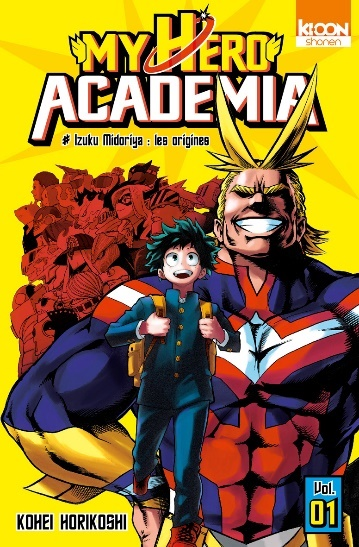 KI-OON
shonen
MY HERO
ACADEMIA
# Izuku Midoriya : les origines
Vol.
01
KOHEI HORIKOSHI